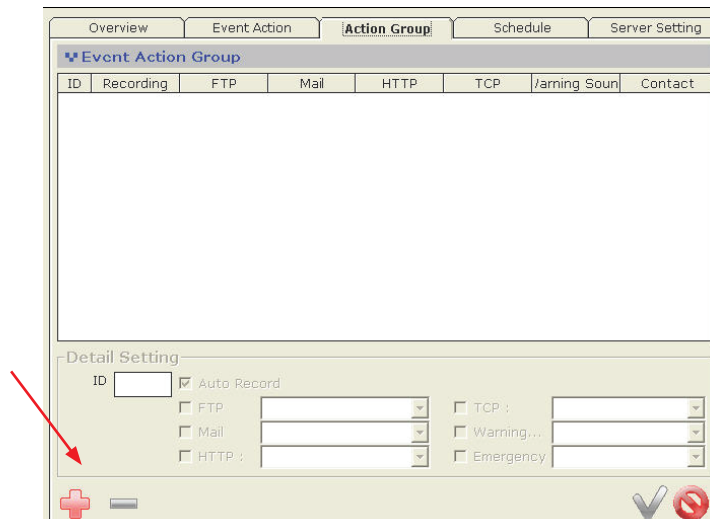 Overview Event Action Action Group Schedule Server Setting
Event Action Group
ID Recording FTP Mail HTTP TCP /arning Soun Contact
Detail Setting
ID Auto Record
FTP TCP :
Mail Warning...
HTTP : Emergency